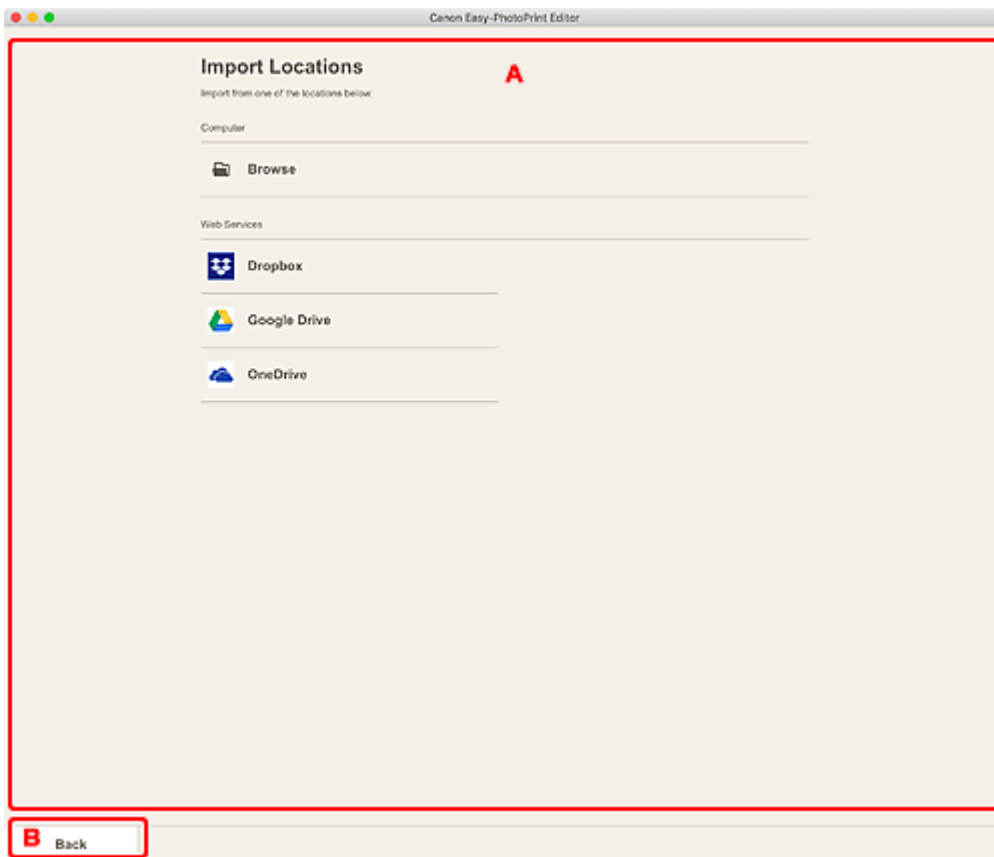 Canon Easy-PhotoPrint Editor
Import Locations
A
Import from one of the locations below.
Computer
Browse
Web Services
Dropbox
Google Drive
OneDrive
B
Back